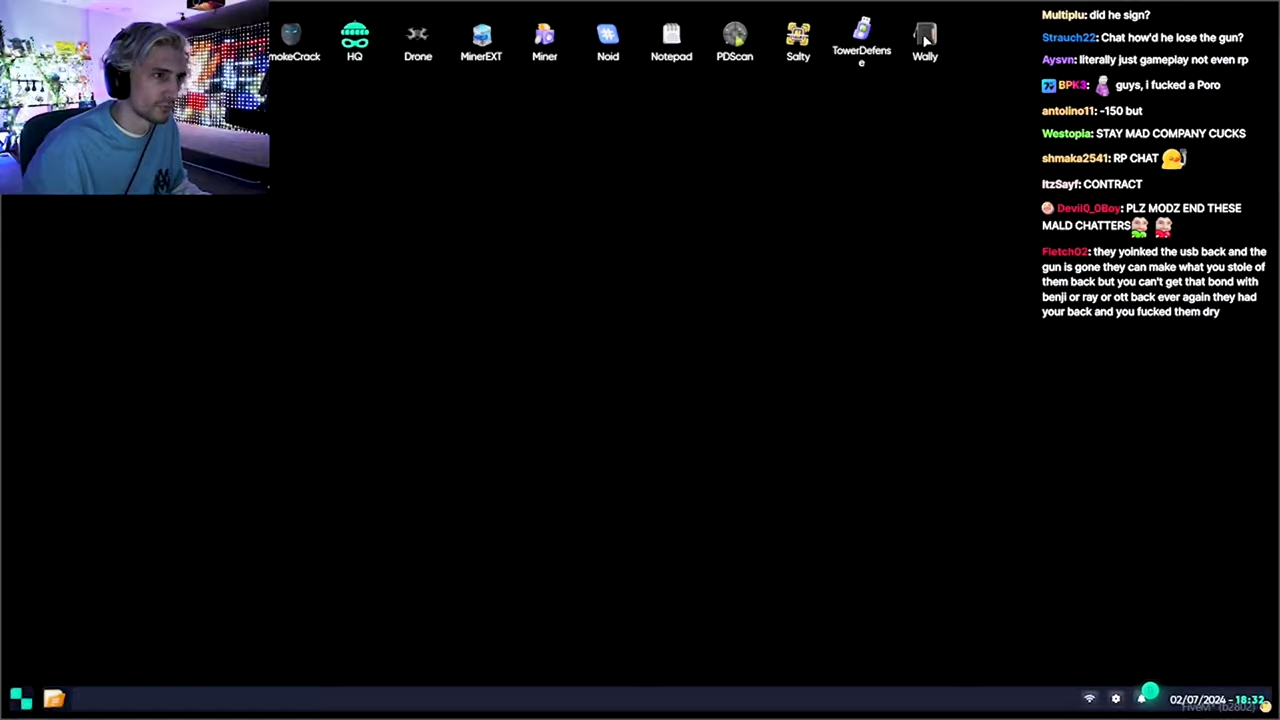 makeCrack
HQ
Drone
MinerEXT
Miner
Noid
Notepad
PDScan
Salty
TowerDefens
e
Wally
Multiplu: did he sign?
Strauch22: Chat how'd he lose the gun?
Aysvn: literally just gameplay not even rp
BPK3: guys, i fucked a Poro
antolino11: -150 but
Westopia: STAY MAD COMPANY CUCKS
shmaka2541: RP CHAT
ItzSayf: CONTRACT
Devil0_0Boy: PLZ MODZ END THESE
MALD CHATTERS
Fletch02: they yoinked the usb back and the
gun is gone they can make what you stole of
them back but you can't get that bond with
benji or ray or ott back ever again they had
your back and you fucked them dry
02/07/2024 - 18:32
FiveM* (b2802)